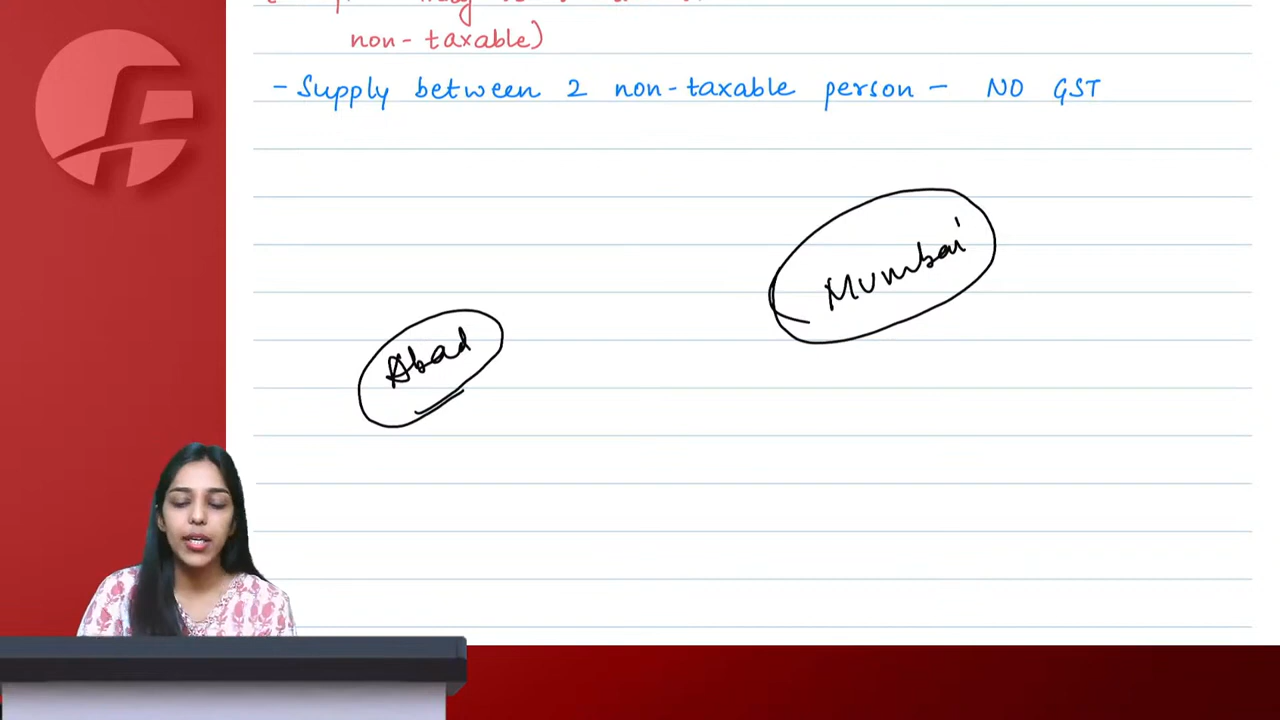 non-taxable)
- Supply between 2 non-taxable person - NO GST
Mumbai
Abad